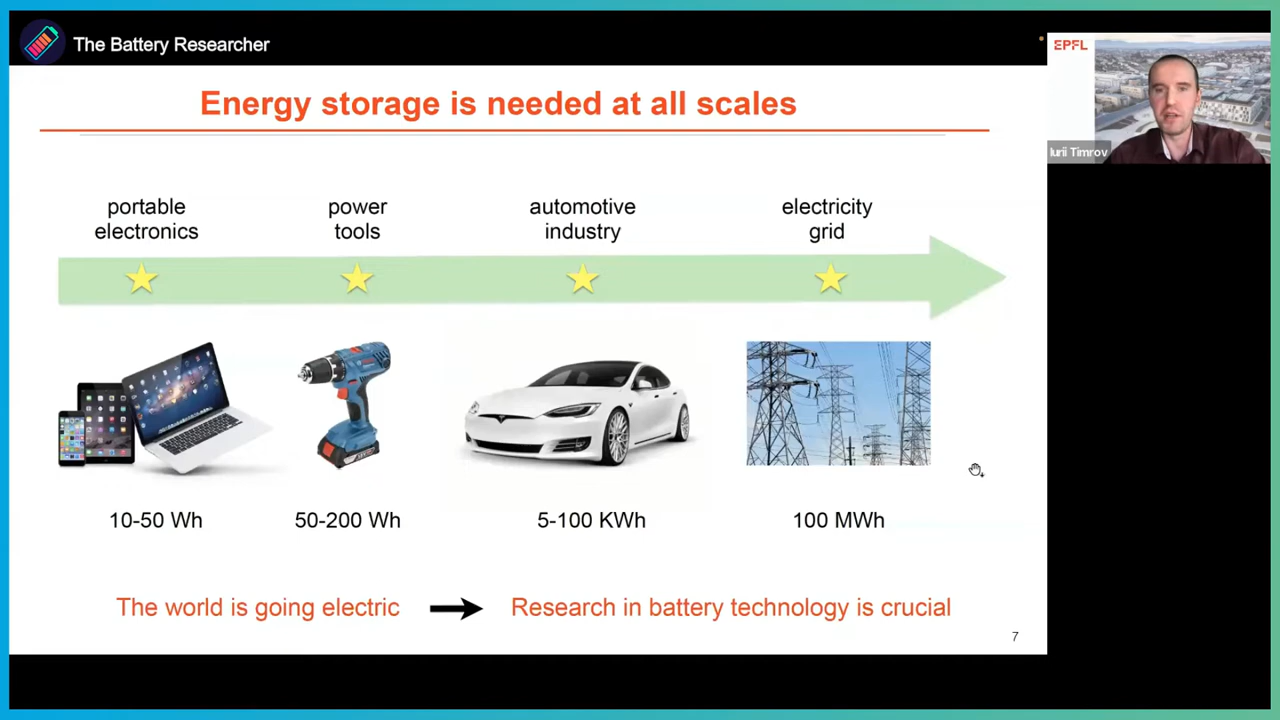 The Battery Researcher
EPFL
Iurii Timrov
Energy storage is needed at all scales
portable
electronics
power
tools
automotive
industry
electricity
grid
10-50 Wh
50-200 Wh
5-100 KWh
100 MWh
The world is going electric
Research in battery technology is crucial
7